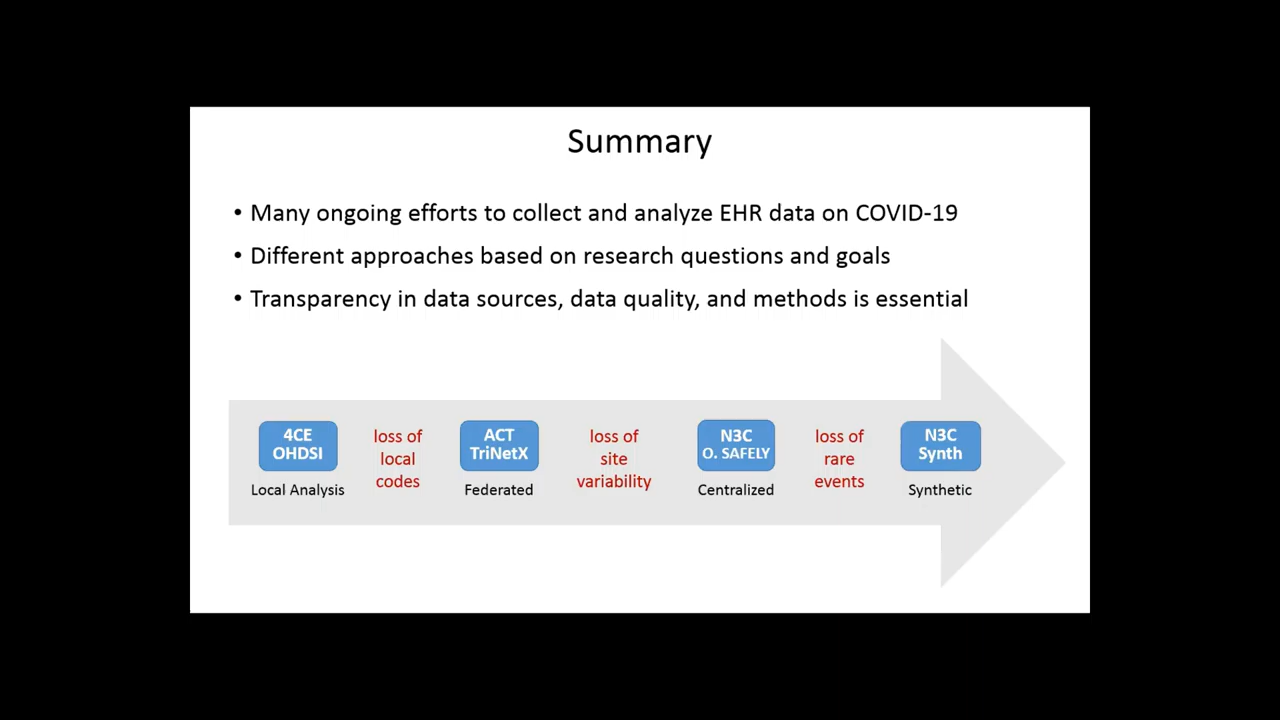 Summary
• Many ongoing efforts to collect and analyze EHR data on COVID-19
• Different approaches based on research questions and goals
• Transparency in data sources, data quality, and methods is essential
4CE
OHDSI
Local Analysis
loss of
local
codes
ACT
TriNetX
Federated
loss of
site
variability
N3C
O. SAFELY
Centralized
loss of
rare
events
N3C
Synth
Synthetic